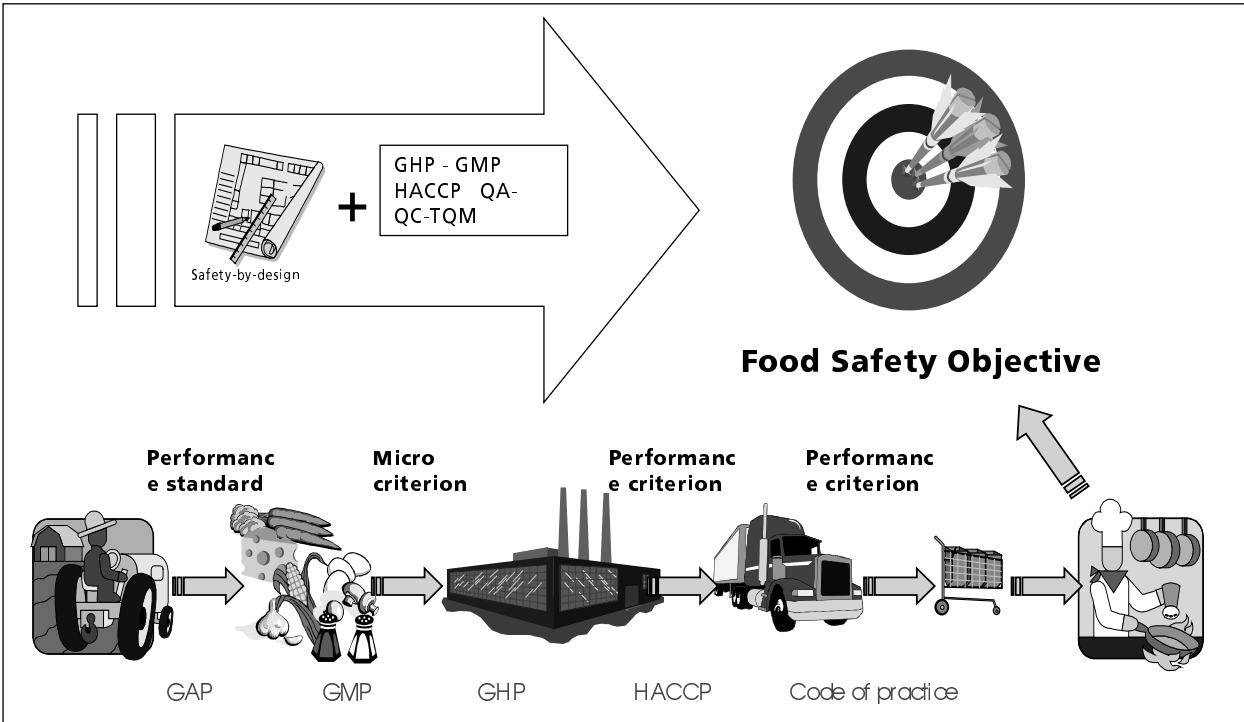 GHP - GMP
HACCP QA-
QC-TQM
+
Safety-by-design
Food Safety Objective
Performanc
e standard
Micro
criterion
Performanc
e criterion
Performanc
e criterion
GAP
GMP
GHP
HACCP
Code of practice